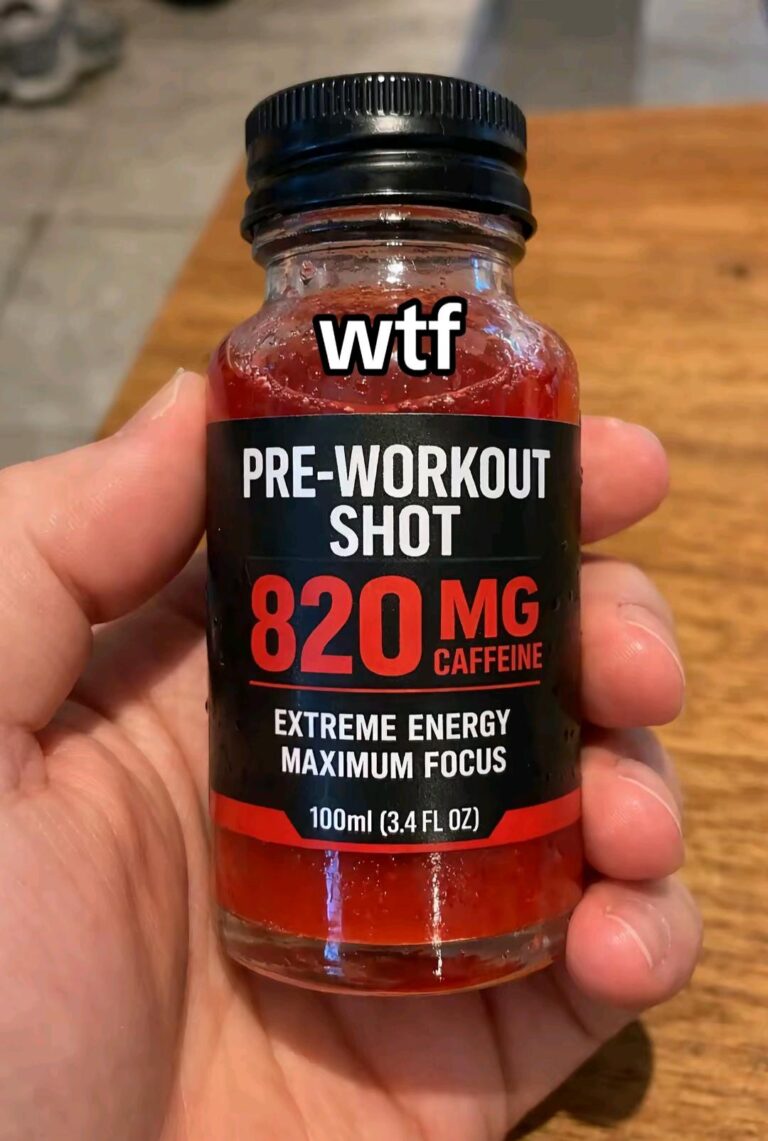 wtf
PRE-WORKOUT
SHOT
820 MG
CAFFEINE
EXTREME ENERGY
MAXIMUM FOCUS
100ml (3.4 FL OZ)